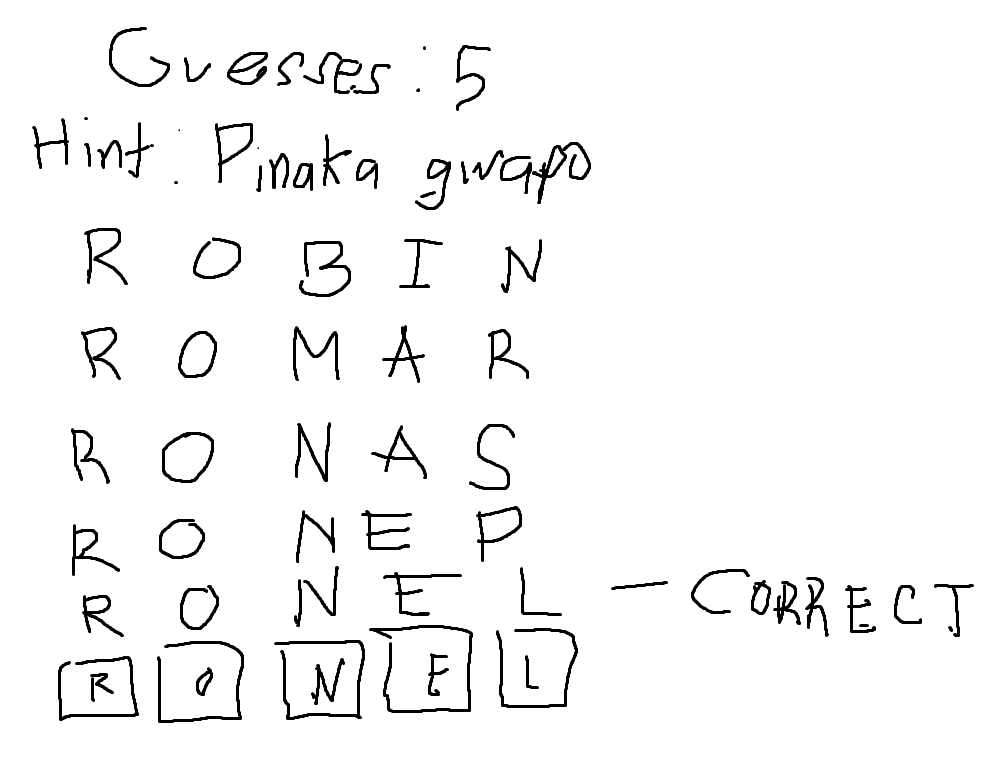 Guesses: 5
Hint: Pinaka gwapo
R O B I N
R O M A R
R O N A S
R O N E P
R O N E L - CORRECT
R O N E L